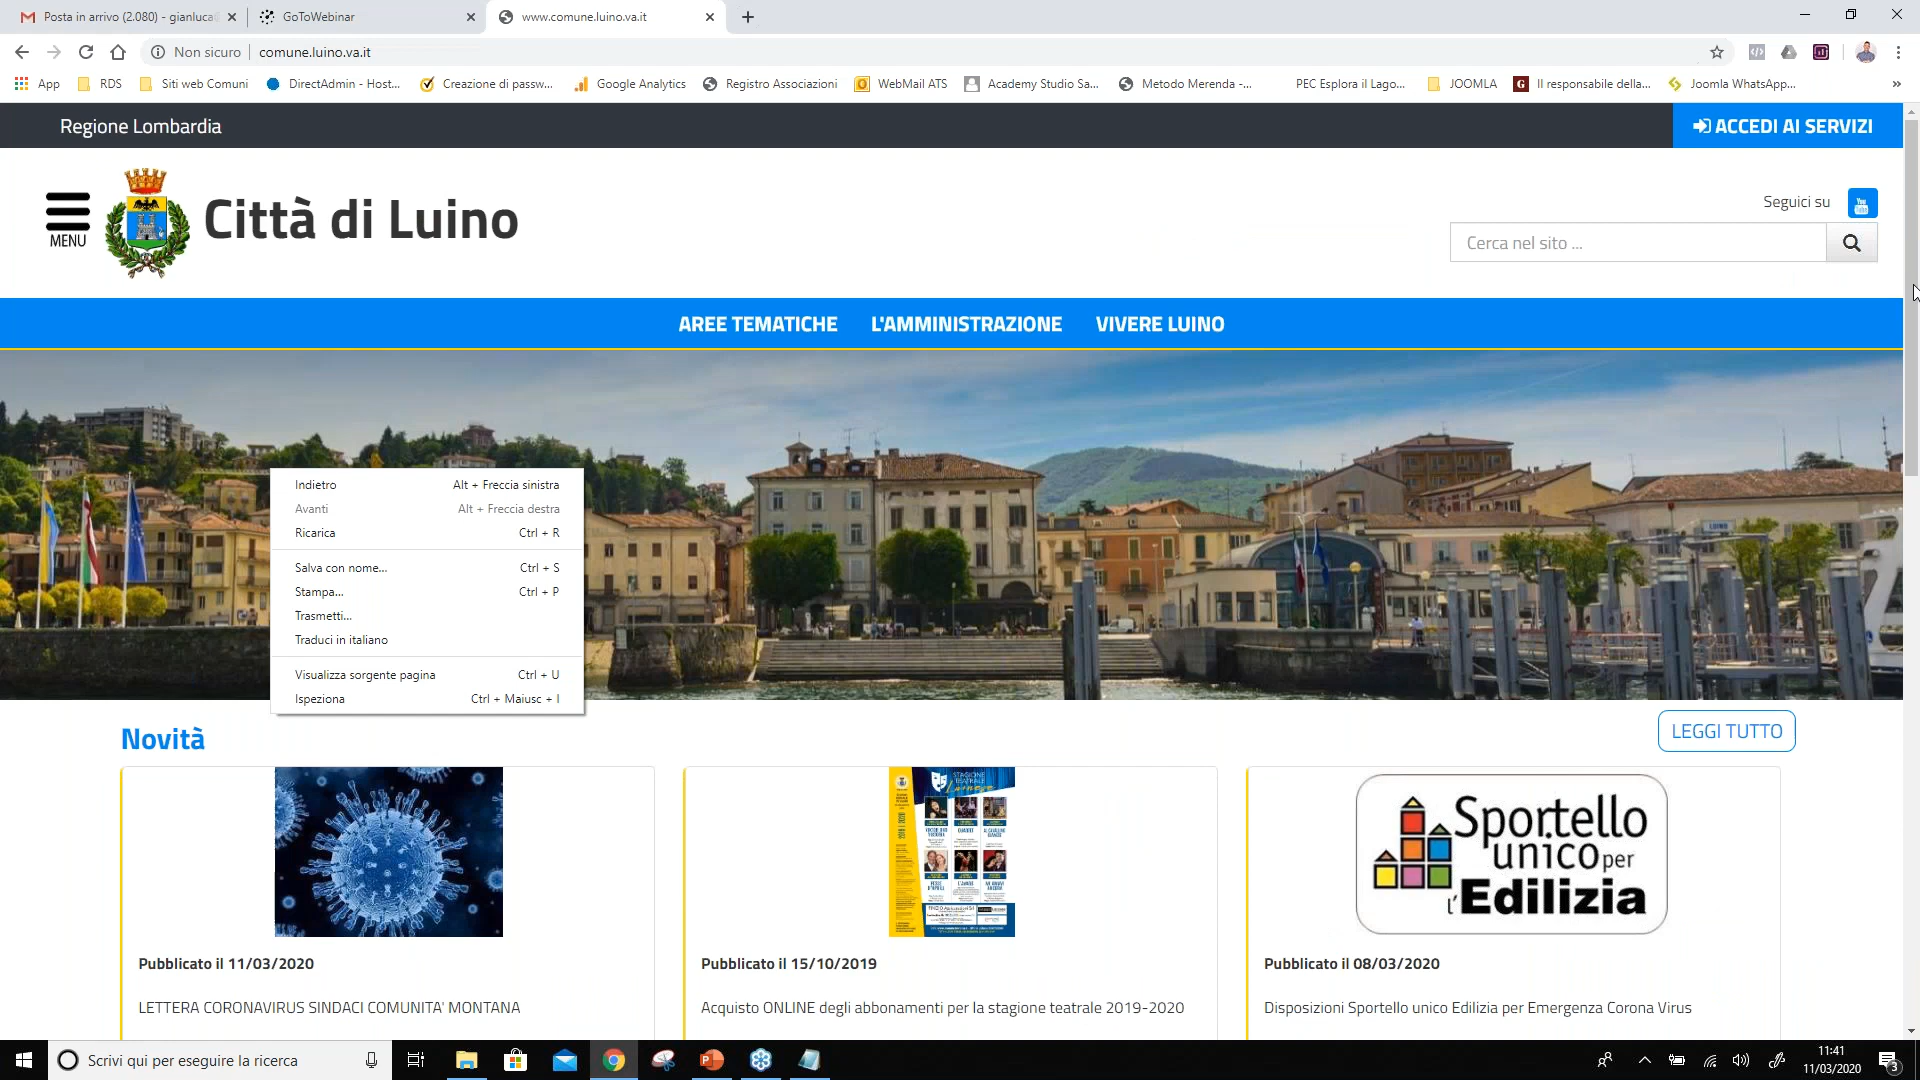 Posta in arrivo (2.080) - gianluca
GoToWebinar
www.comune.luino.va.it
Non sicuro
comune.luino.va.it
App
RDS
Siti web Comuni
DirectAdmin - Host...
Creazione di passw...
Google Analytics
Registro Associazioni
WebMail ATS
Academy Studio Sa...
Metodo Merenda -...
PEC Esplora il Lago...
JOOMLA
Il responsabile della...
Joomla WhatsApp...
Regione Lombardia
ACCEDI AI SERVIZI
MENU
Città di Luino
Seguici su
Cerca nel sito ...
AREE TEMATICHE
L'AMMINISTRAZIONE
VIVERE LUINO
Indietro Alt + Freccia sinistra
Avanti Alt + Freccia destra
Ricarica Ctrl + R
Salva con nome... Ctrl + S
Stampa... Ctrl + P
Trasmetti...
Traduci in italiano
Visualizza sorgente pagina Ctrl + U
Ispeziona Ctrl + Maiusc + I
LUINO
Novità
LEGGI TUTTO
STAGIONE
TEATRALE
Luinese
Sportello
unico per
l'Edilizia
Pubblicato il 11/03/2020
Pubblicato il 15/10/2019
Pubblicato il 08/03/2020
LETTERA CORONAVIRUS SINDACI COMUNITA' MONTANA
Acquisto ONLINE degli abbonamenti per la stagione teatrale 2019-2020
Disposizioni Sportello unico Edilizia per Emergenza Corona Virus
Scrivi qui per eseguire la ricerca
11:41
11/03/2020
3